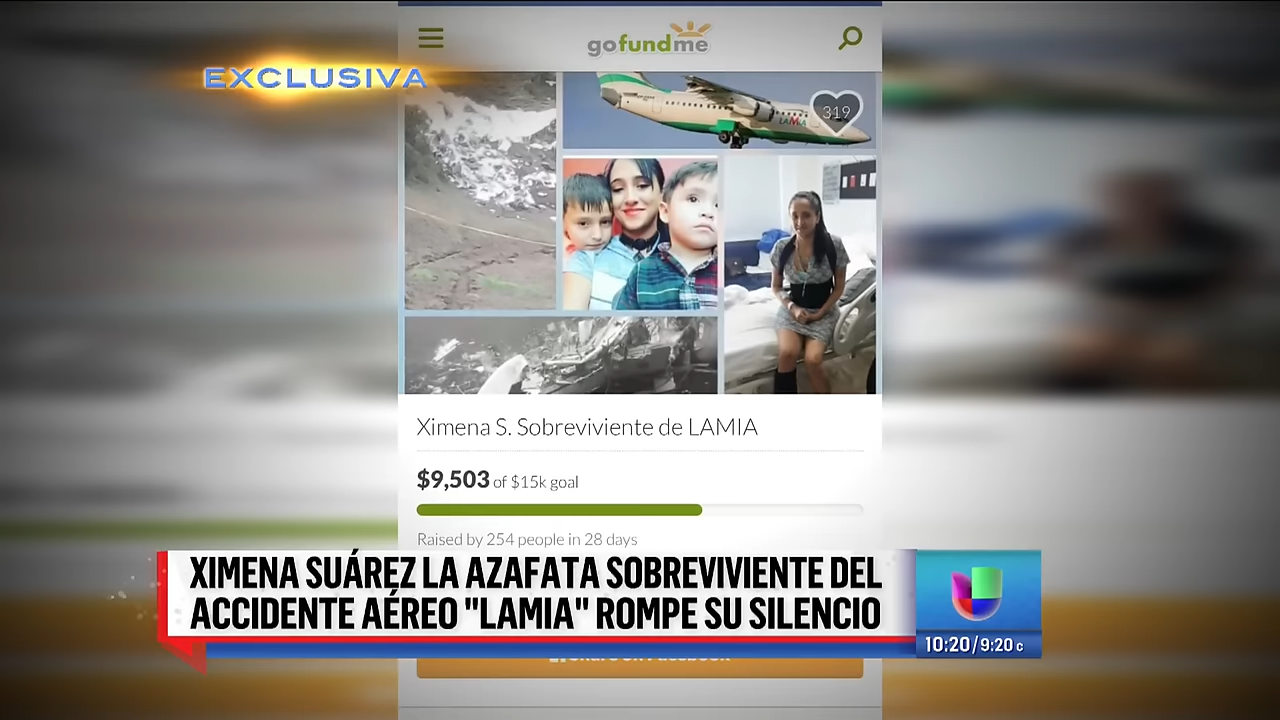 gofundme
EXCLUSIVA
319
LAMIA
Ximena S. Sobreviviente de LAMIA
$9,503 of $15k goal
Raised by 254 people in 28 days
XIMENA SUÁREZ LA AZAFATA SOBREVIVIENTE DEL
ACCIDENTE AÉREO "LAMIA" ROMPE SU SILENCIO
10:20/9:20 c